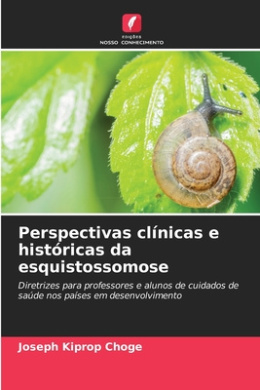 edições
NOSSO CONHECIMENTO
Perspectivas clínicas e
históricas da
esquistossomose
Diretrizes para professores e alunos de cuidados de
saúde nos países em desenvolvimento
Joseph Kiprop Choge